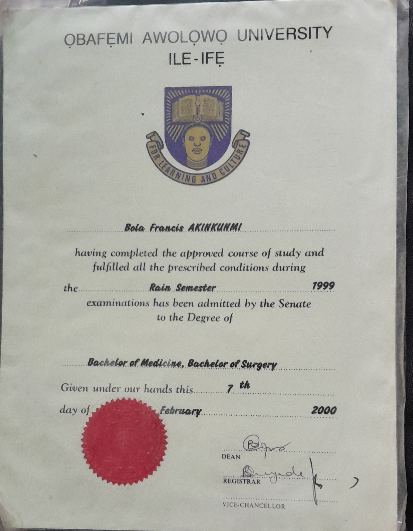 ỌBAFẸMI AWOLỌWỌ UNIVERSITY
ILE-IFẸ
FOR LEARNING AND CULTURE
Bola Francis AKINKUNMI
having completed the approved course of study and
fulfilled all the prescribed conditions during
the Rain Semester 1999
examinations has been admitted by the Senate
to the Degree of
Bachelor of Medicine, Bachelor of Surgery
Given under our hands this 7 th
day of February 2000
DEAN
REGISTRAR
VICE-CHANCELLOR